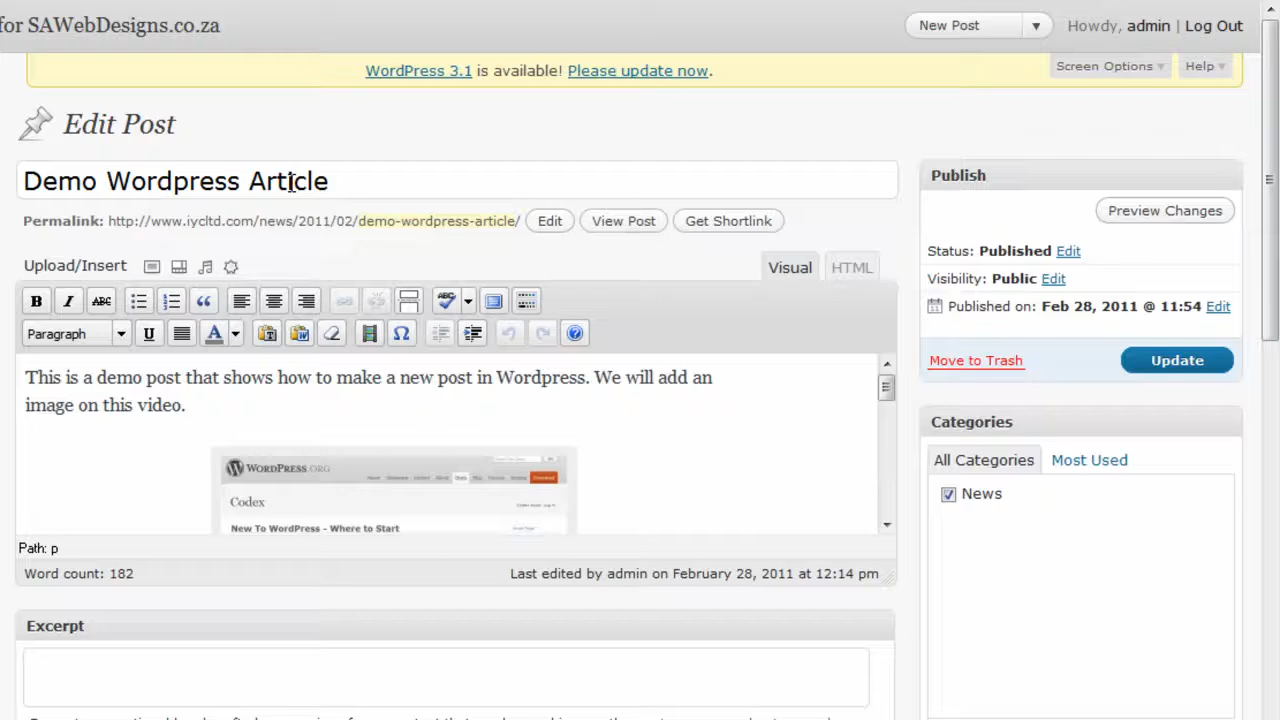 for SAWebDesigns.co.za
New Post
Howdy, admin | Log Out
WordPress 3.1 is available! Please update now.
Screen Options
Help
Edit Post
Demo Wordpress Article
Permalink: http://www.iycltd.com/news/2011/02/demo-wordpress-article/ Edit View Post Get Shortlink
Upload/Insert
Visual HTML
B I ABC
ABC
Paragraph
U A
This is a demo post that shows how to make a new post in Wordpress. We will add an
image on this video.
WORDPRESS.ORG
Codex
New To WordPress - Where to Start
Path: p
Word count: 182
Last edited by admin on February 28, 2011 at 12:14 pm
Excerpt
Publish
Preview Changes
Status: Published Edit
Visibility: Public Edit
Published on: Feb 28, 2011 @ 11:54 Edit
Move to Trash
Update
Categories
All Categories Most Used
News